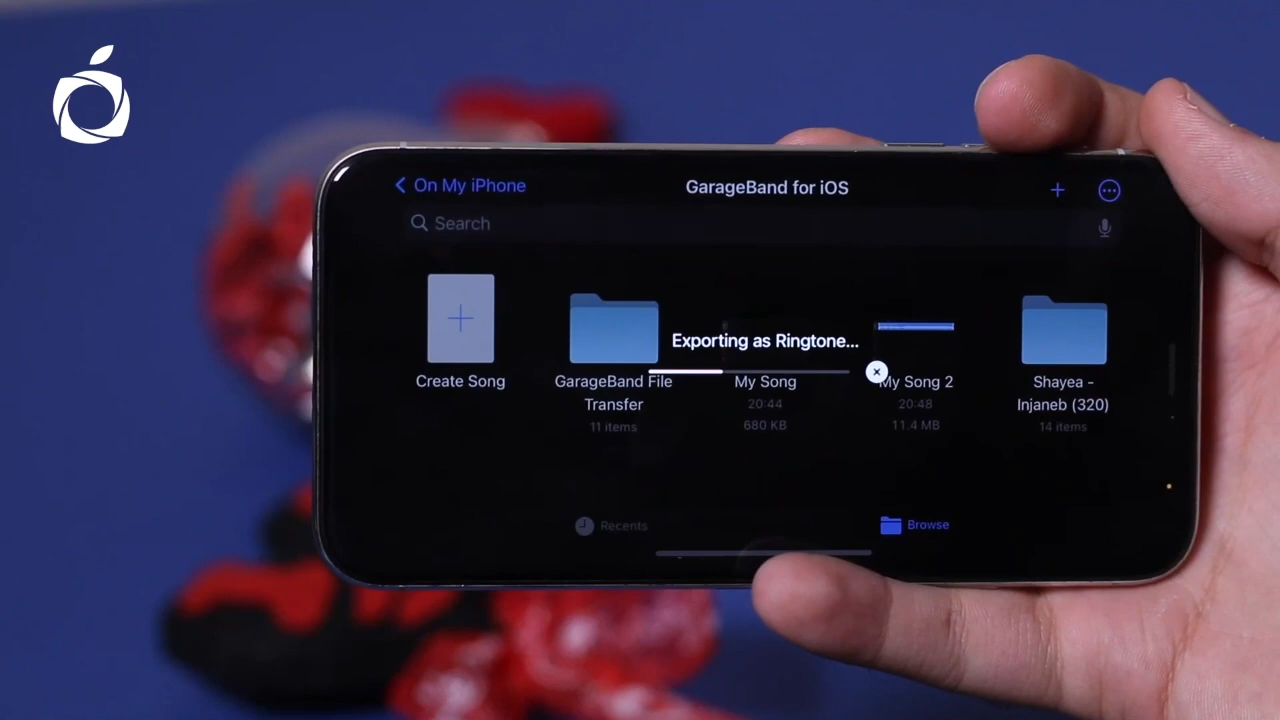 On My iPhone
GarageBand for iOS
Search
Exporting as Ringtone...
Create Song
GarageBand File
Transfer
11 items
My Song
20:44
680 KB
My Song 2
20:48
11.4 MB
Shayea -
Injaneb (320)
14 items
Recents
Browse